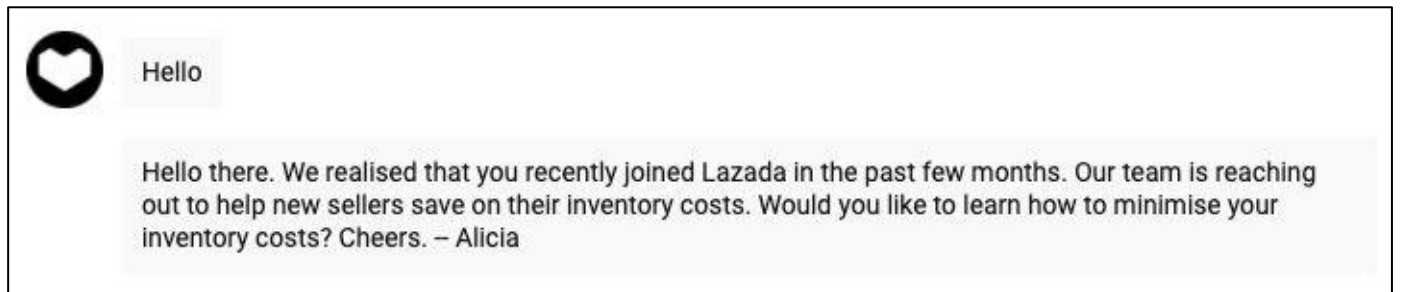 Hello
Hello there. We realised that you recently joined Lazada in the past few months. Our team is reaching
out to help new sellers save on their inventory costs. Would you like to learn how to minimise your
inventory costs? Cheers. – Alicia